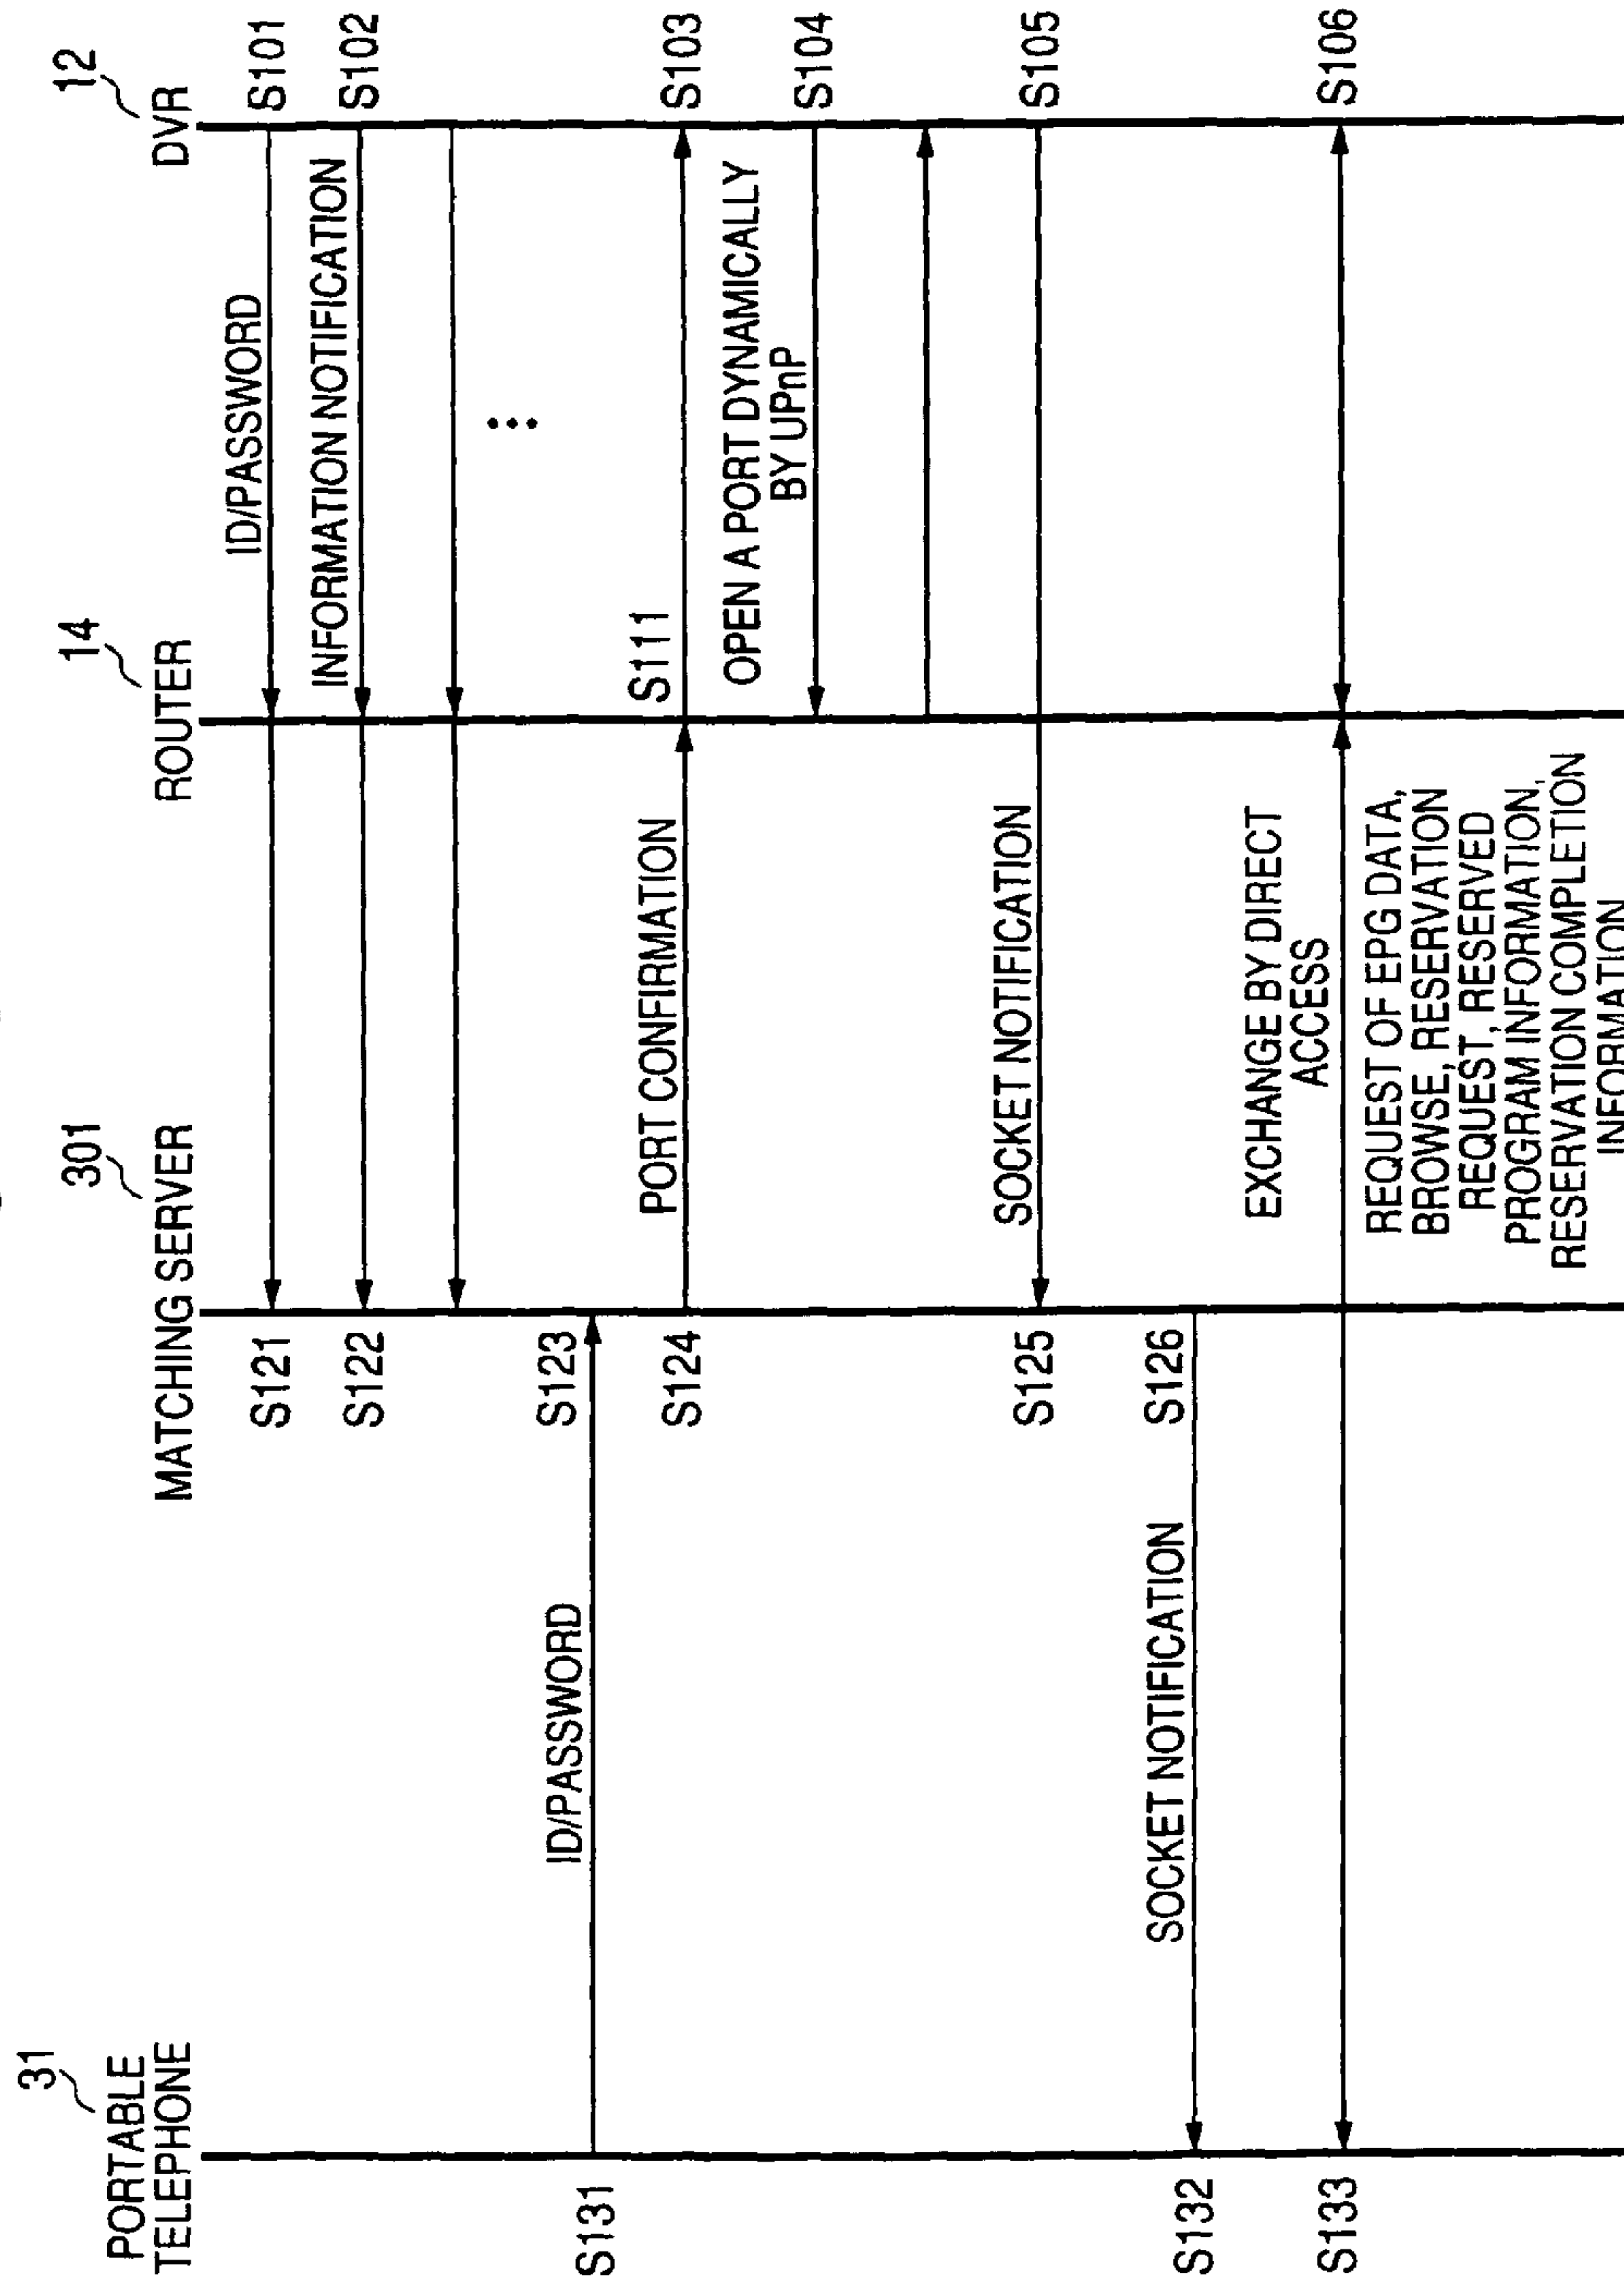 31
PORTABLE
TELEPHONE
301
MATCHING SERVER
14
ROUTER
12
DVR
ID/PASSWORD
S101
S121
INFORMATION NOTIFICATION
S102
S122
S131
ID/PASSWORD
S123
S124
PORT CONFIRMATION
S111
S103
OPEN A PORT DYNAMICALLY
BY UPnP
S104
S125
SOCKET NOTIFICATION
S105
S132
SOCKET NOTIFICATION
S126
S133
EXCHANGE BY DIRECT
ACCESS
S106
REQUEST OF EPG DATA,
BROWSE, RESERVATION
REQUEST, RESERVED
PROGRAM INFORMATION,
RESERVATION COMPLETION
INFORMATION